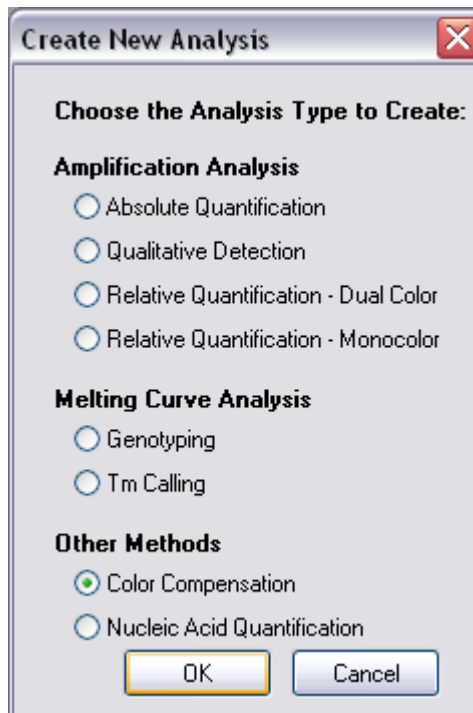 Create New Analysis
Choose the Analysis Type to Create:
Amplification Analysis
Absolute Quantification
Qualitative Detection
Relative Quantification - Dual Color
Relative Quantification - Monocolor
Melting Curve Analysis
Genotyping
Tm Calling
Other Methods
Color Compensation
Nucleic Acid Quantification
OK Cancel